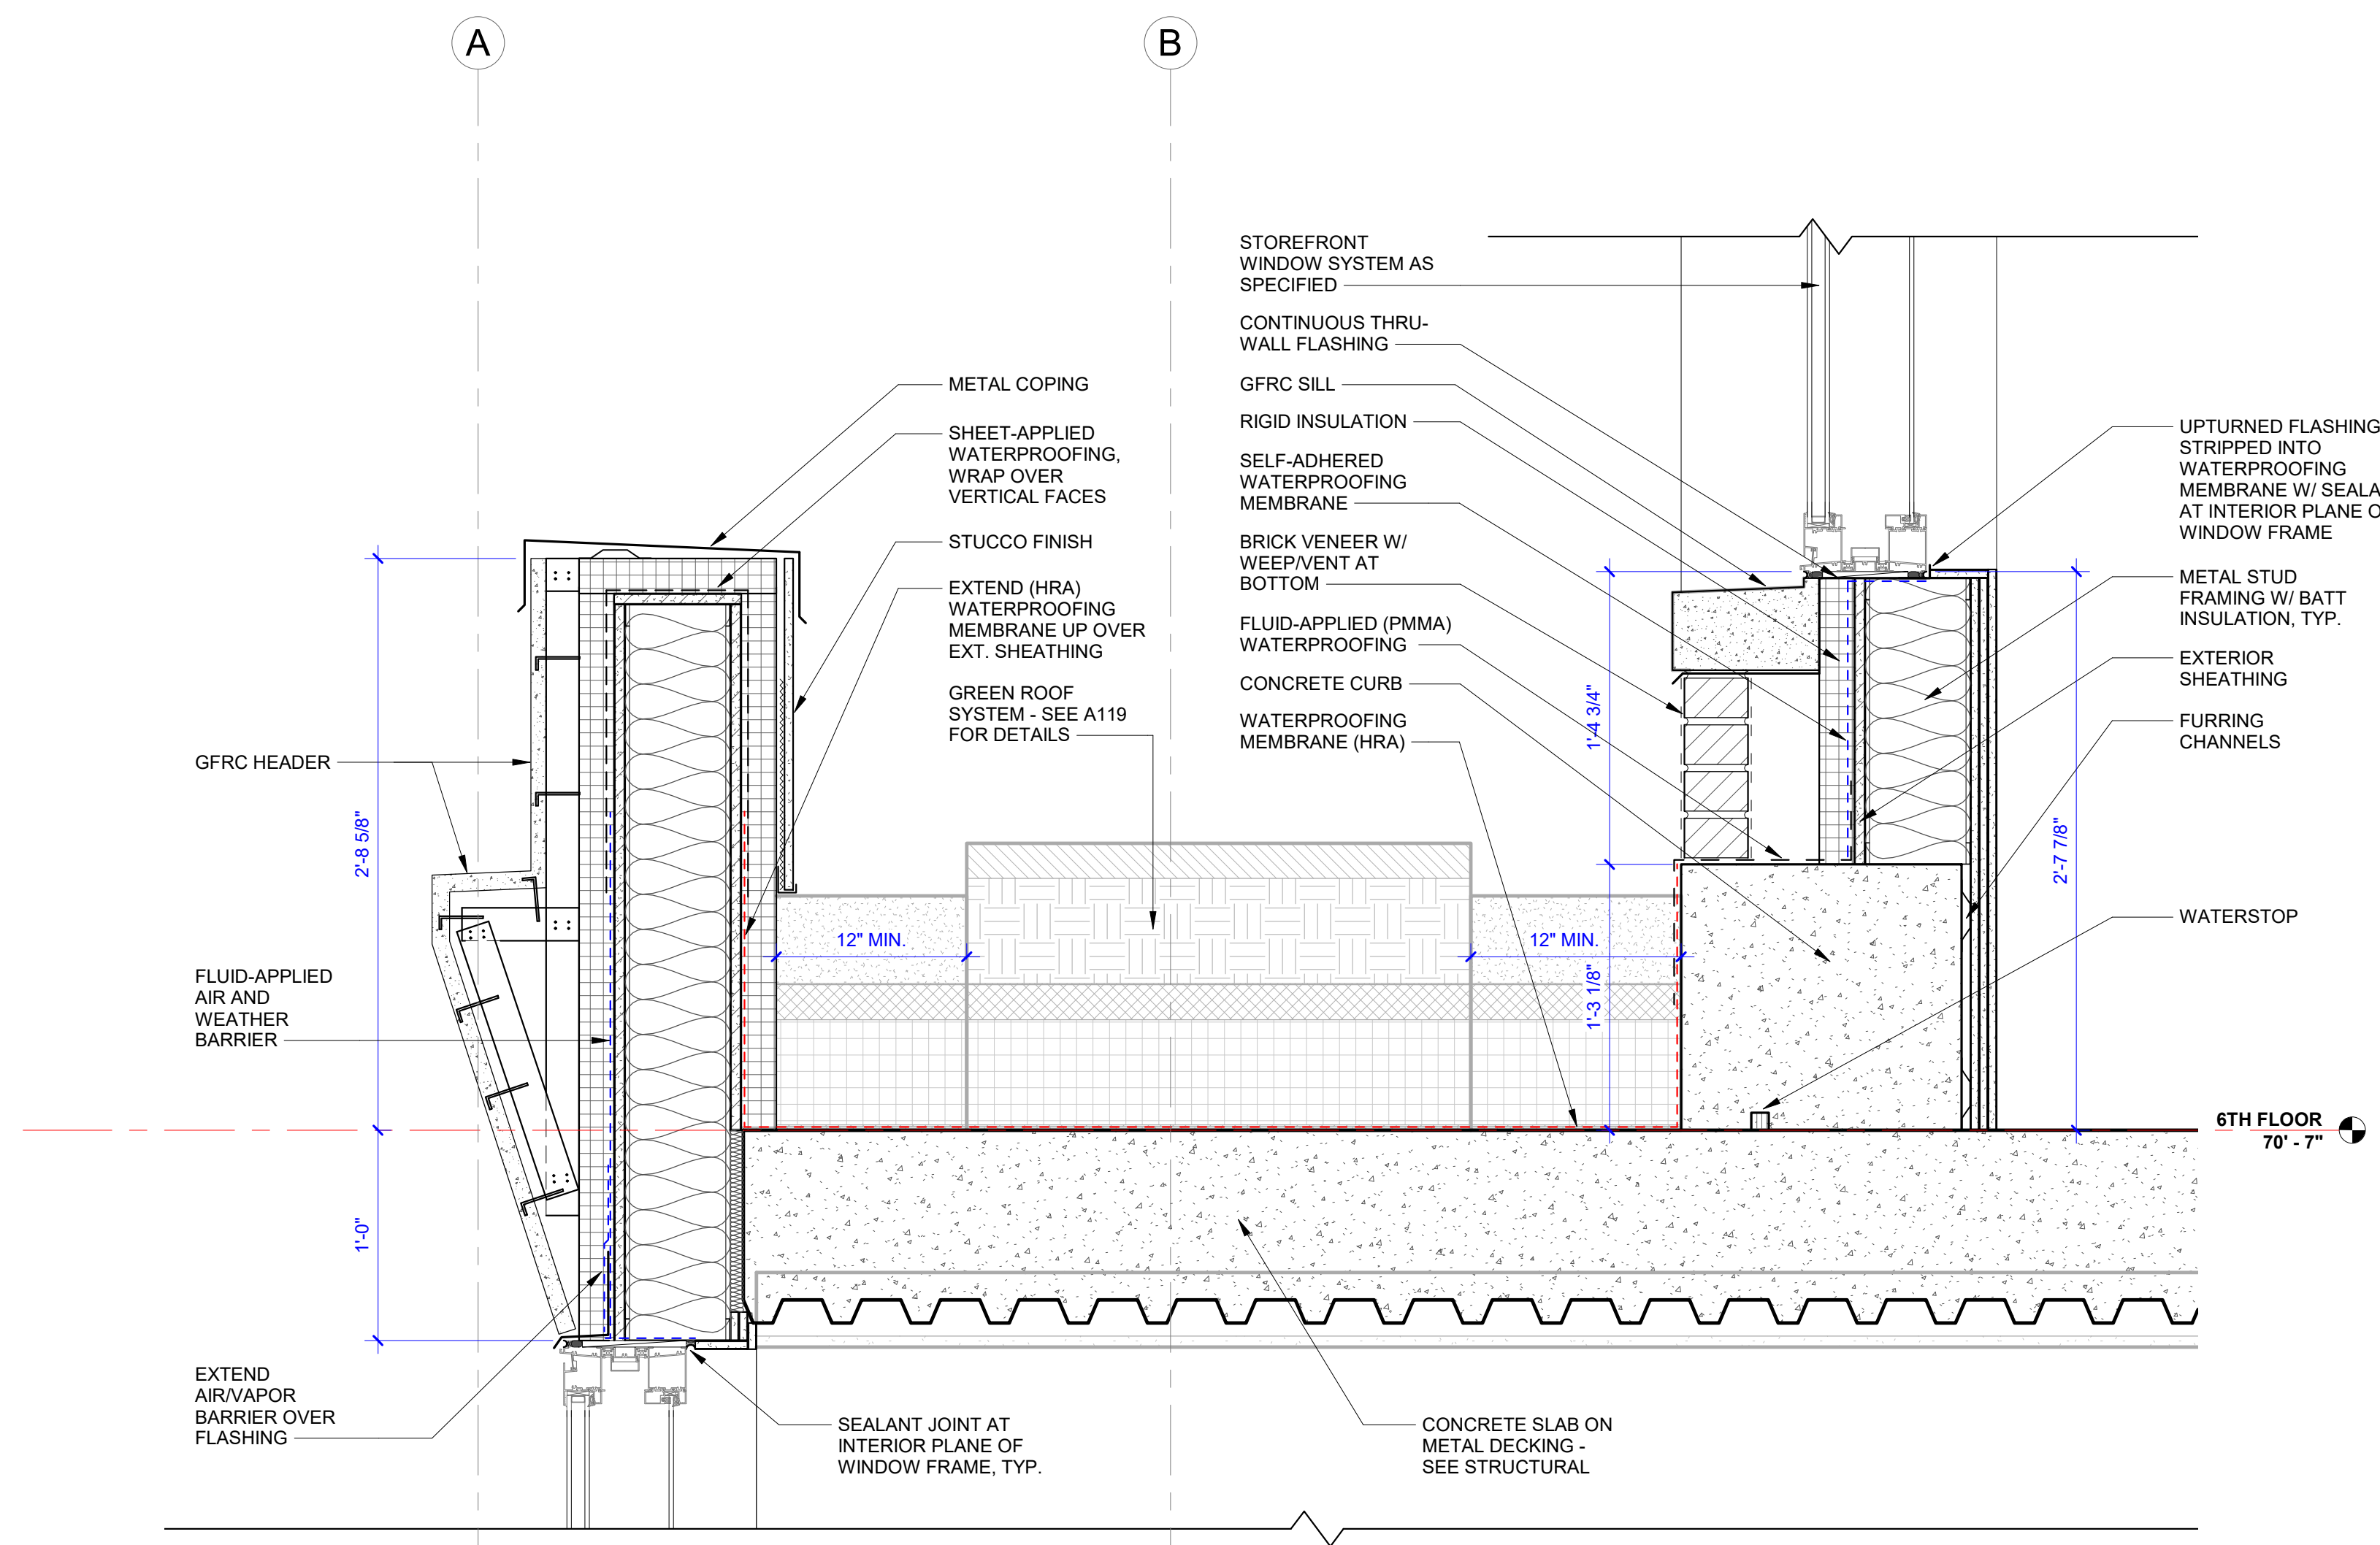 A
B
STOREFRONT
WINDOW SYSTEM AS
SPECIFIED
CONTINUOUS THRU-
WALL FLASHING
GFRC SILL
RIGID INSULATION
SELF-ADHERED
WATERPROOFING
MEMBRANE
BRICK VENEER W/
WEEP/VENT AT
BOTTOM
FLUID-APPLIED (PMMA)
WATERPROOFING
CONCRETE CURB
WATERPROOFING
MEMBRANE (HRA)
METAL COPING
SHEET-APPLIED
WATERPROOFING,
WRAP OVER
VERTICAL FACES
STUCCO FINISH
EXTEND (HRA)
WATERPROOFING
MEMBRANE UP OVER
EXT. SHEATHING
GREEN ROOF
SYSTEM - SEE A119
FOR DETAILS
UPTURNED FLASHING
STRIPPED INTO
WATERPROOFING
MEMBRANE W/ SEALA
AT INTERIOR PLANE O
WINDOW FRAME
METAL STUD
FRAMING W/ BATT
INSULATION, TYP.
EXTERIOR
SHEATHING
FURRING
CHANNELS
WATERSTOP
GFRC HEADER
FLUID-APPLIED
AIR AND
WEATHER
BARRIER
EXTEND
AIR/VAPOR
BARRIER OVER
FLASHING
2'-8 5/8"
1'-0"
12" MIN.
12" MIN.
1'-4 3/4"
1'-3 1/8"
2'-7 7/8"
6TH FLOOR
70' - 7"
SEALANT JOINT AT
INTERIOR PLANE OF
WINDOW FRAME, TYP.
CONCRETE SLAB ON
METAL DECKING -
SEE STRUCTURAL